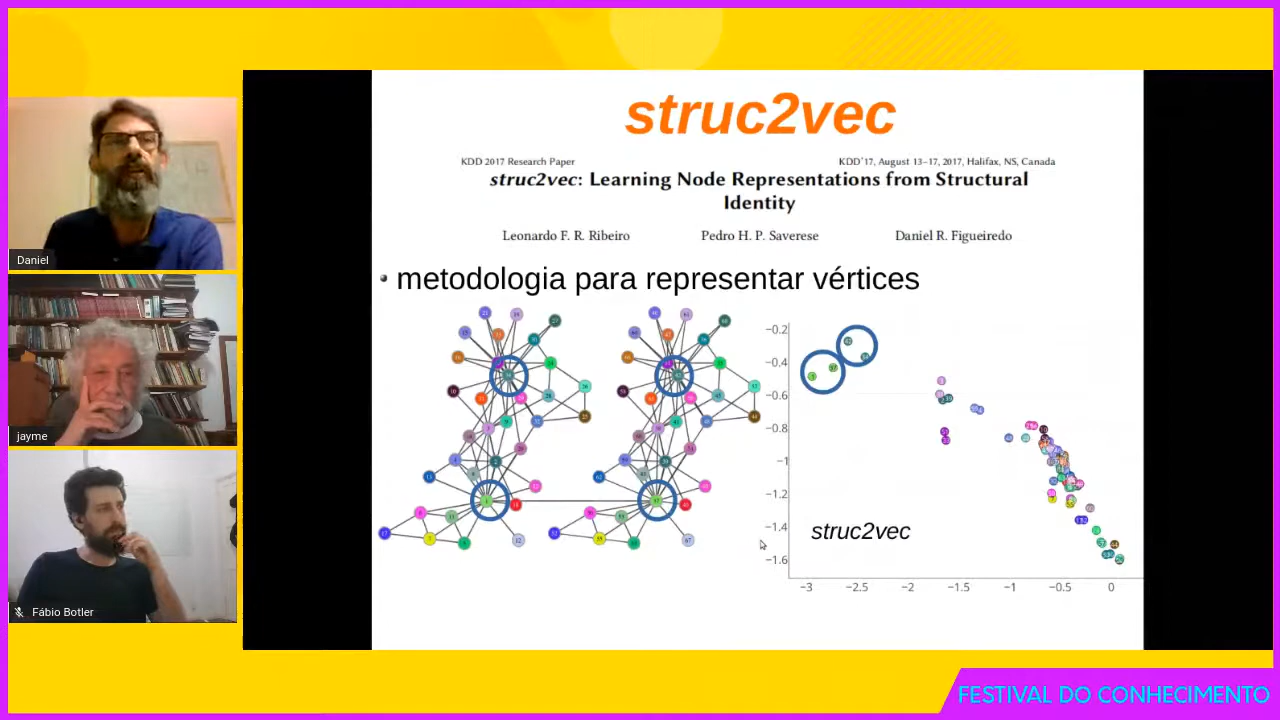 struc2vec
KDD 2017 Research Paper
KDD'17, August 13–17, 2017, Halifax, NS, Canada
struc2vec: Learning Node Representations from Structural
Identity
Leonardo F. R. Ribeiro
Pedro H. P. Saverese
Daniel R. Figueiredo
• metodologia para representar vértices
−0.2
−0.4
−0.6
−0.8
−1
−1.2
−1.4
−1.6
struc2vec
−3 −2.5 −2 −1.5 −1 −0.5 0
Daniel
jayme
Fábio Botler
FESTIVAL DO CONHECIMENTO